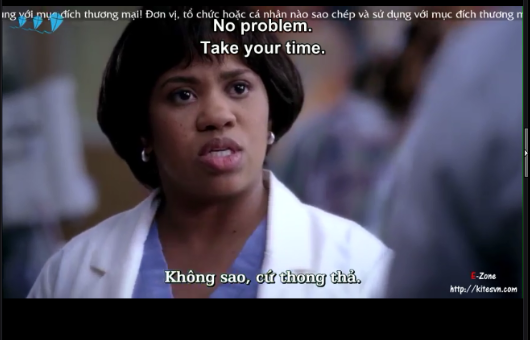 ng với mục đích thương mại! Đơn vị, tổ chức hoặc cá nhân nào sao chép và sử dụng với mục đích thương m
No problem.
Take your time.
Không sao, cứ thong thả.
E-Zone
http://kitesvn.com